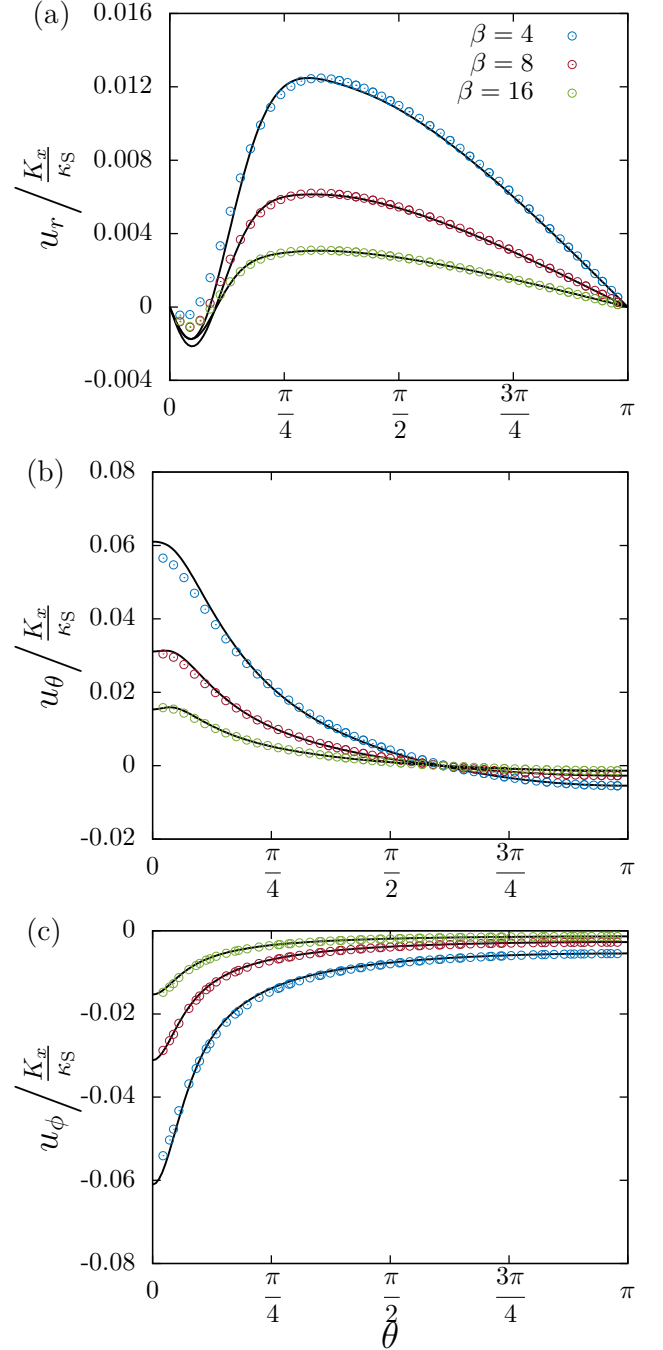 (a)
0.016
0.012
0.008
0.004
0
-0.004
u_r / K_x/κ_S
β = 4
β = 8
β = 16
0 π/4 π/2 3π/4 π
(b)
0.08
0.06
0.04
0.02
0
-0.02
u_θ / K_x/κ_S
0 π/4 π/2 3π/4 π
(c)
0
-0.02
-0.04
-0.06
-0.08
u_ϕ / K_x/κ_S
0 π/4 π/2 3π/4 π
θ